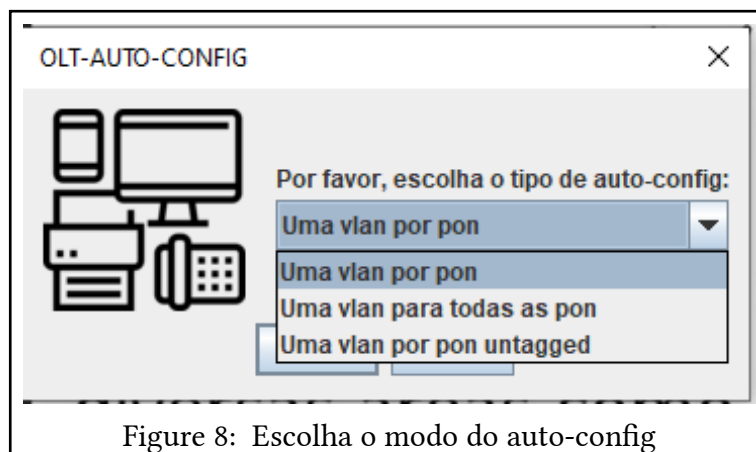 OLT-AUTO-CONFIG
Por favor, escolha o tipo de auto-config:
Uma vlan por pon
Uma vlan por pon
Uma vlan para todas as pon
Uma vlan por pon untagged
Figure 8: Escolha o modo do auto-config